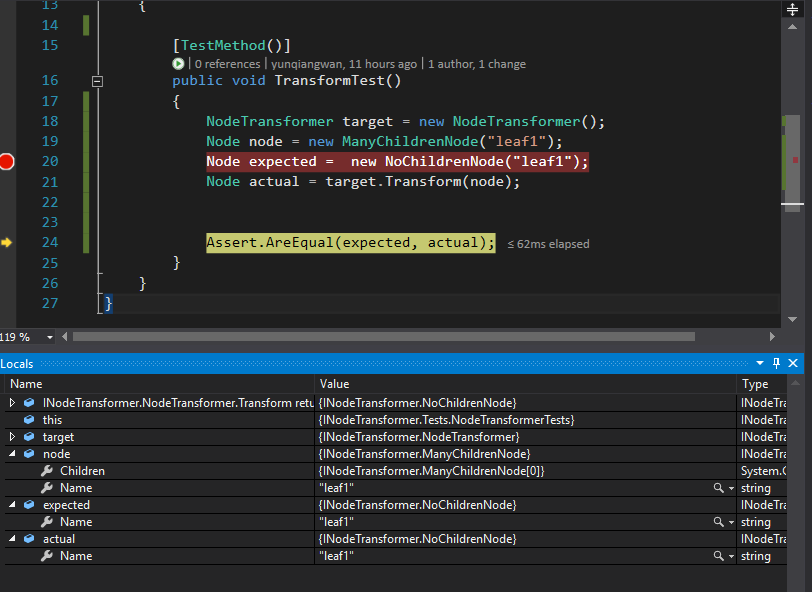 13 {
14
15 [TestMethod()]
0 references | yunqiangwan, 11 hours ago | 1 author, 1 change
16 public void TransformTest()
17 {
18 NodeTransformer target = new NodeTransformer();
19 Node node = new ManyChildrenNode("leaf1");
20 Node expected =  new NoChildrenNode("leaf1");
21 Node actual = target.Transform(node);
22
23
24 Assert.AreEqual(expected, actual); ≤ 62ms elapsed
25 }
26 }
27 }
119 %
Locals
Name Value Type
INodeTransformer.NodeTransformer.Transform retu {INodeTransformer.NoChildrenNode} INodeTra
this {INodeTransformer.Tests.NodeTransformerTests} INodeTra
target {INodeTransformer.NodeTransformer} INodeTra
node {INodeTransformer.ManyChildrenNode} INodeTra
Children {INodeTransformer.ManyChildrenNode[0]} System.C
Name "leaf1" string
expected {INodeTransformer.NoChildrenNode} INodeTra
Name "leaf1" string
actual {INodeTransformer.NoChildrenNode} INodeTra
Name "leaf1" string